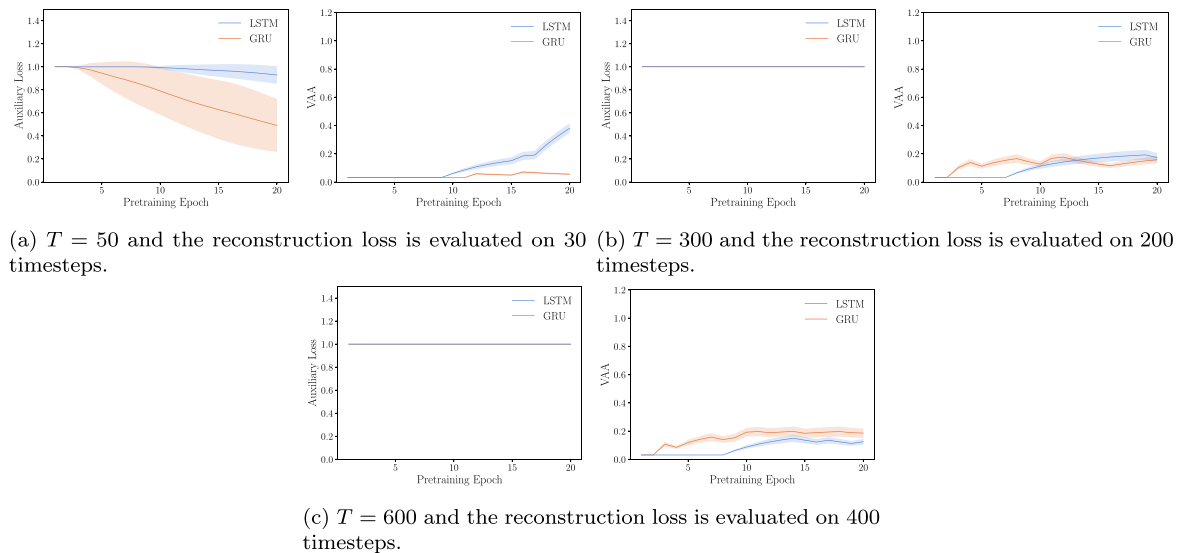 1.4
1.2
1.0
0.8
0.6
0.4
0.2
0.0
Auxiliary Loss
5 10 15 20
Pretraining Epoch
LSTM
GRU
1.2
1.0
0.8
0.6
0.4
0.2
0.0
VAA
5 10 15 20
Pretraining Epoch
LSTM
GRU
(a) T = 50 and the reconstruction loss is evaluated on 30
timesteps.
1.4
1.2
1.0
0.8
0.6
0.4
0.2
0.0
Auxiliary Loss
5 10 15 20
Pretraining Epoch
LSTM
GRU
1.2
1.0
0.8
0.6
0.4
0.2
0.0
VAA
5 10 15 20
Pretraining Epoch
LSTM
GRU
(b) T = 300 and the reconstruction loss is evaluated on 200
timesteps.
1.4
1.2
1.0
0.8
0.6
0.4
0.2
0.0
Auxiliary Loss
5 10 15 20
Pretraining Epoch
LSTM
GRU
1.2
1.0
0.8
0.6
0.4
0.2
0.0
VAA
5 10 15 20
Pretraining Epoch
LSTM
GRU
(c) T = 600 and the reconstruction loss is evaluated on 400
timesteps.